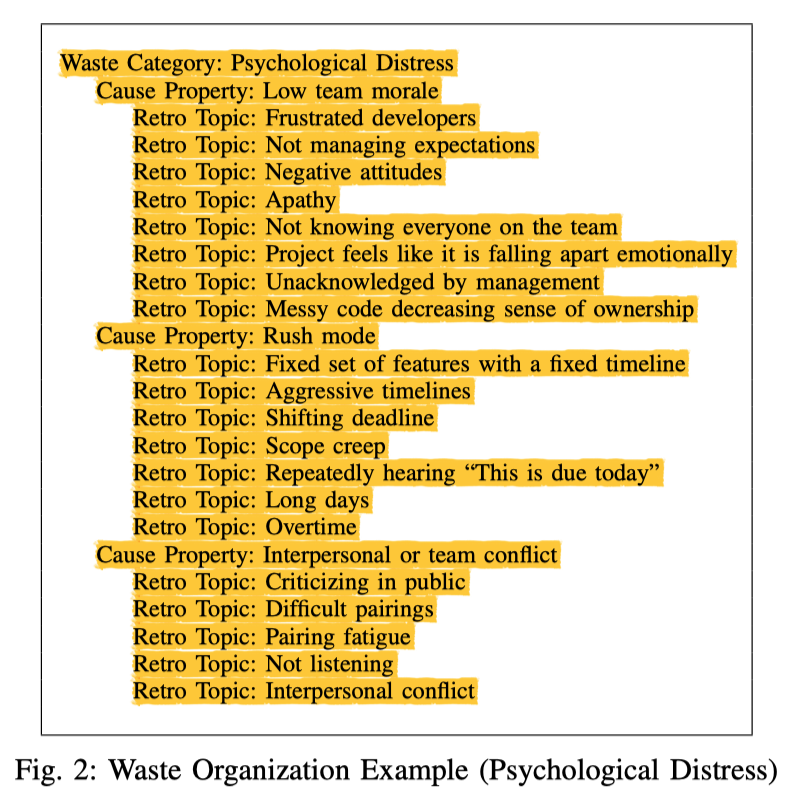 Waste Category: Psychological Distress
Cause Property: Low team morale
Retro Topic: Frustrated developers
Retro Topic: Not managing expectations
Retro Topic: Negative attitudes
Retro Topic: Apathy
Retro Topic: Not knowing everyone on the team
Retro Topic: Project feels like it is falling apart emotionally
Retro Topic: Unacknowledged by management
Retro Topic: Messy code decreasing sense of ownership
Cause Property: Rush mode
Retro Topic: Fixed set of features with a fixed timeline
Retro Topic: Aggressive timelines
Retro Topic: Shifting deadline
Retro Topic: Scope creep
Retro Topic: Repeatedly hearing “This is due today”
Retro Topic: Long days
Retro Topic: Overtime
Cause Property: Interpersonal or team conflict
Retro Topic: Criticizing in public
Retro Topic: Difficult pairings
Retro Topic: Pairing fatigue
Retro Topic: Not listening
Retro Topic: Interpersonal conflict
Fig. 2: Waste Organization Example (Psychological Distress)